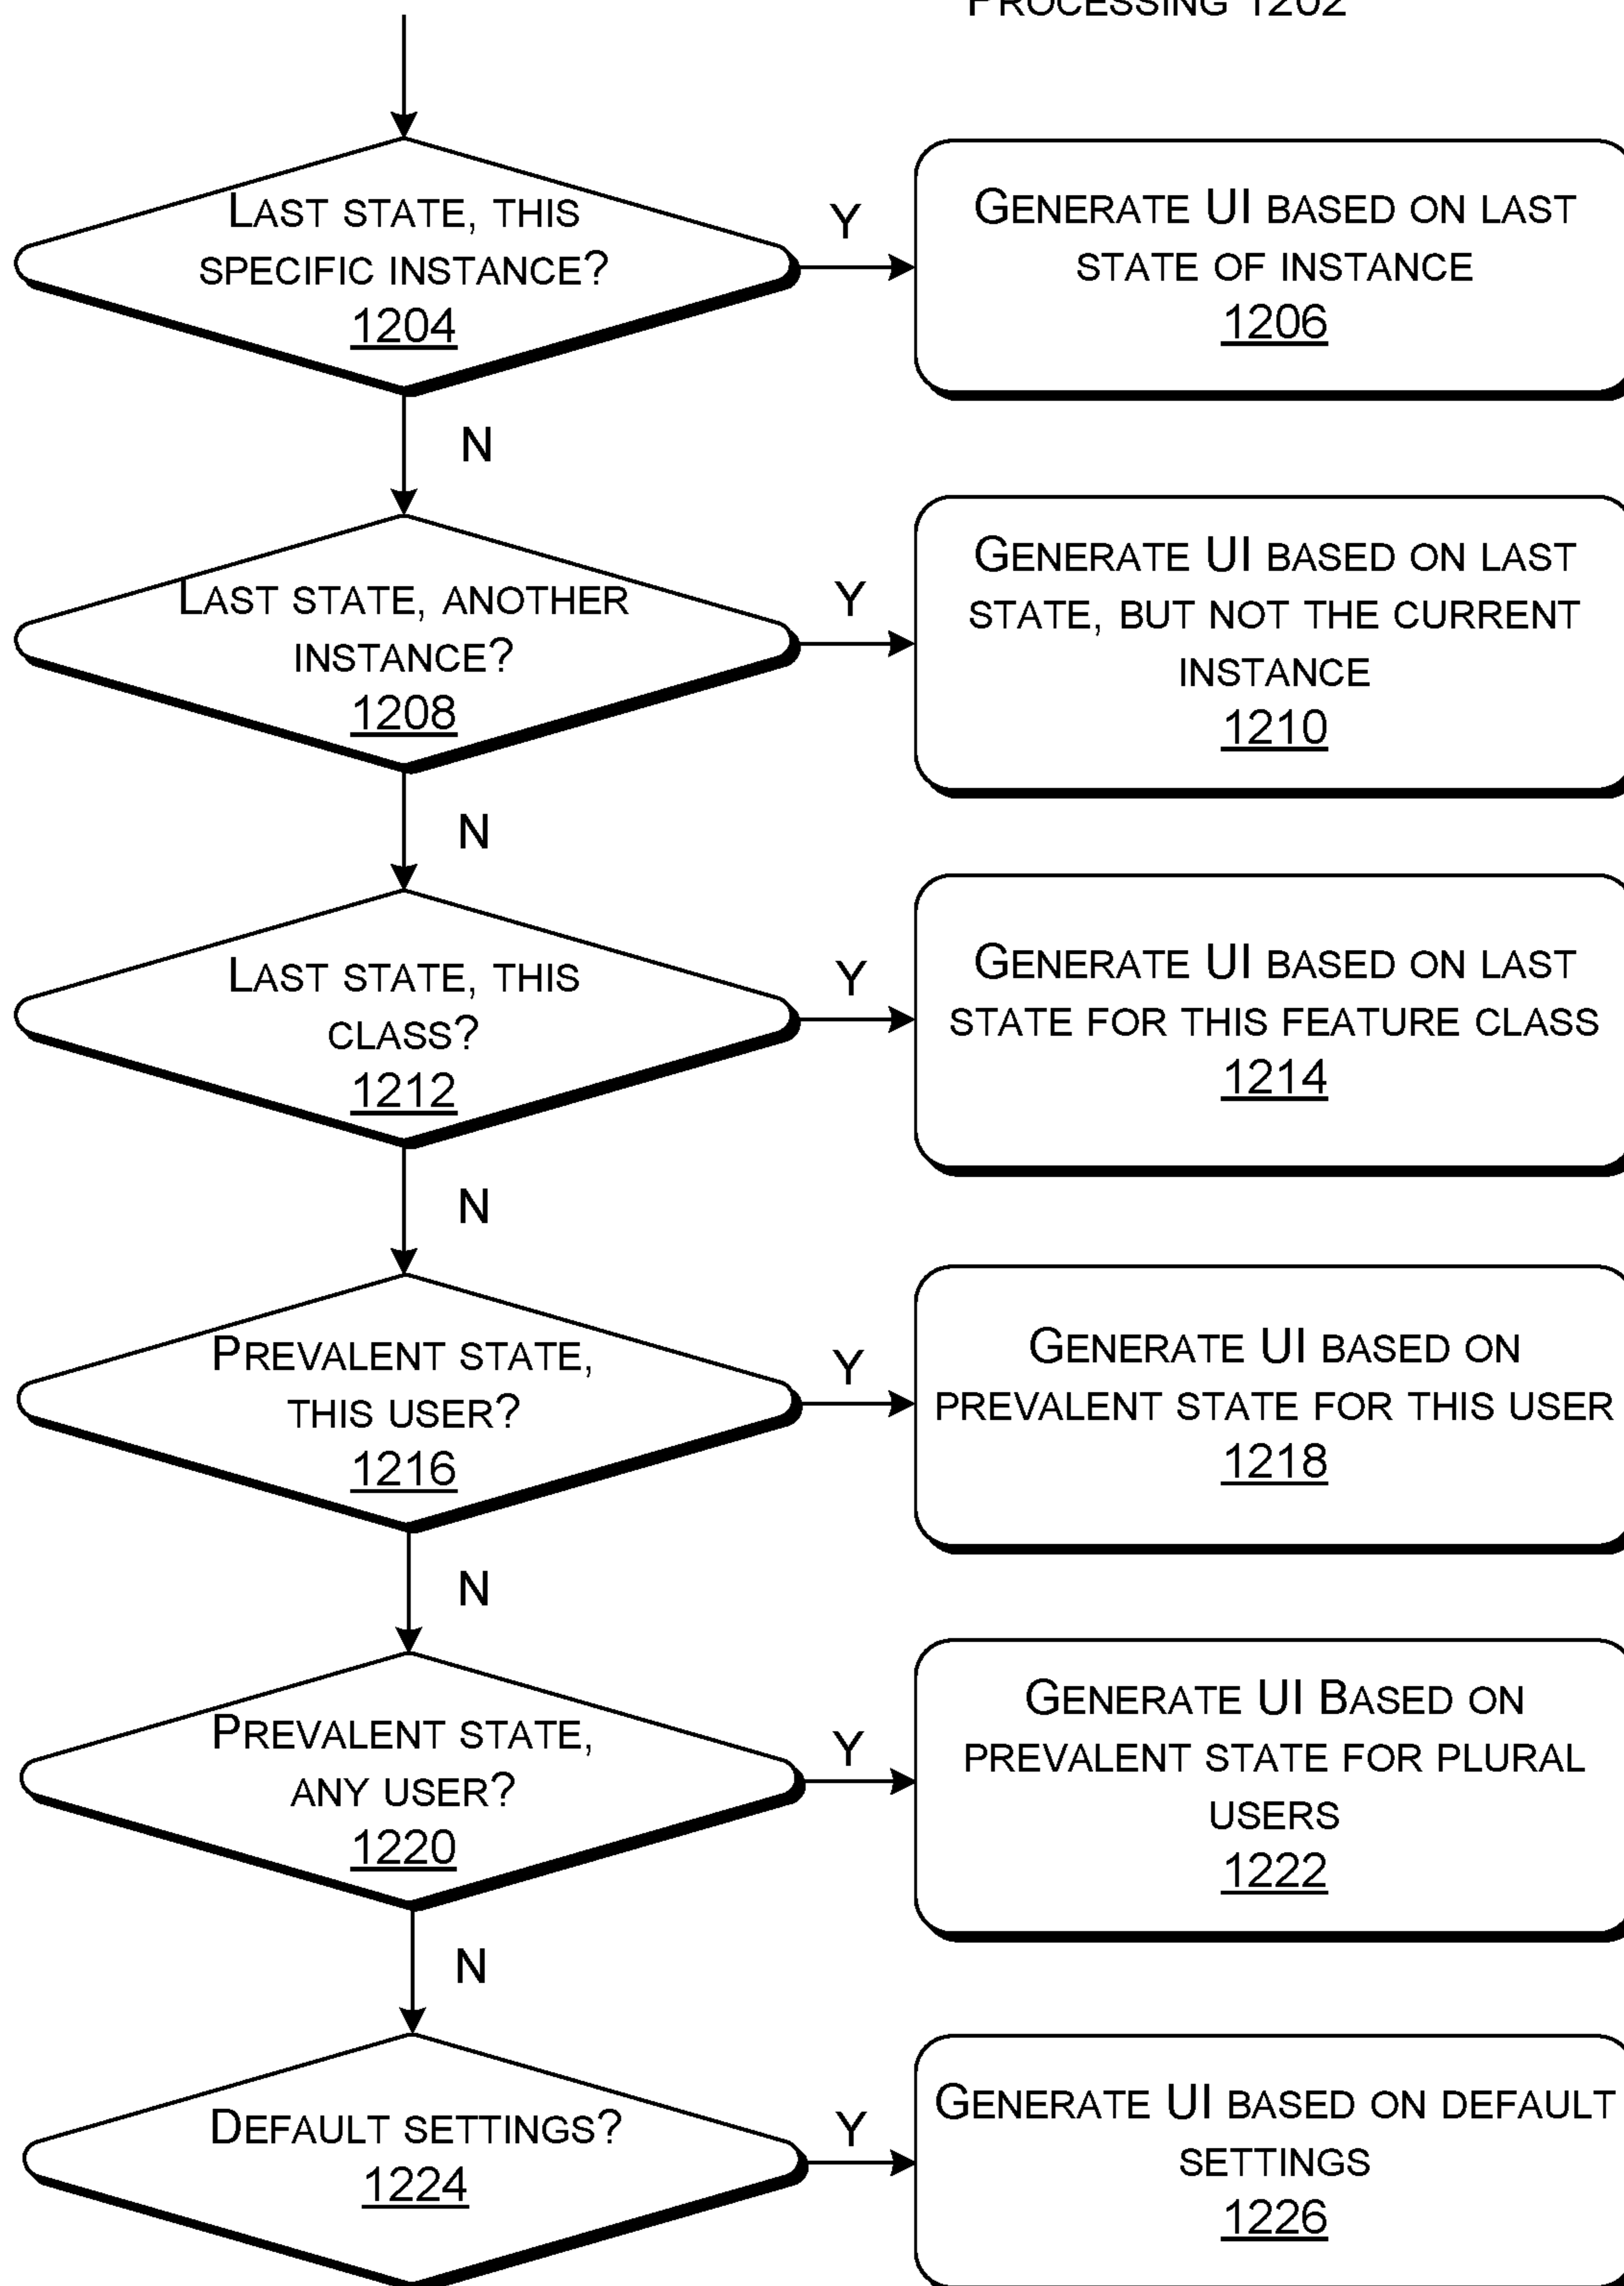 PROCESSING 1202
LAST STATE, THIS
SPECIFIC INSTANCE?
1204
Y
GENERATE UI BASED ON LAST
STATE OF INSTANCE
1206
N
LAST STATE, ANOTHER
INSTANCE?
1208
Y
GENERATE UI BASED ON LAST
STATE, BUT NOT THE CURRENT
INSTANCE
1210
N
LAST STATE, THIS
CLASS?
1212
Y
GENERATE UI BASED ON LAST
STATE FOR THIS FEATURE CLASS
1214
N
PREVALENT STATE,
THIS USER?
1216
Y
GENERATE UI BASED ON
PREVALENT STATE FOR THIS USER
1218
N
PREVALENT STATE,
ANY USER?
1220
Y
GENERATE UI BASED ON
PREVALENT STATE FOR PLURAL
USERS
1222
N
DEFAULT SETTINGS?
1224
Y
GENERATE UI BASED ON DEFAULT
SETTINGS
1226